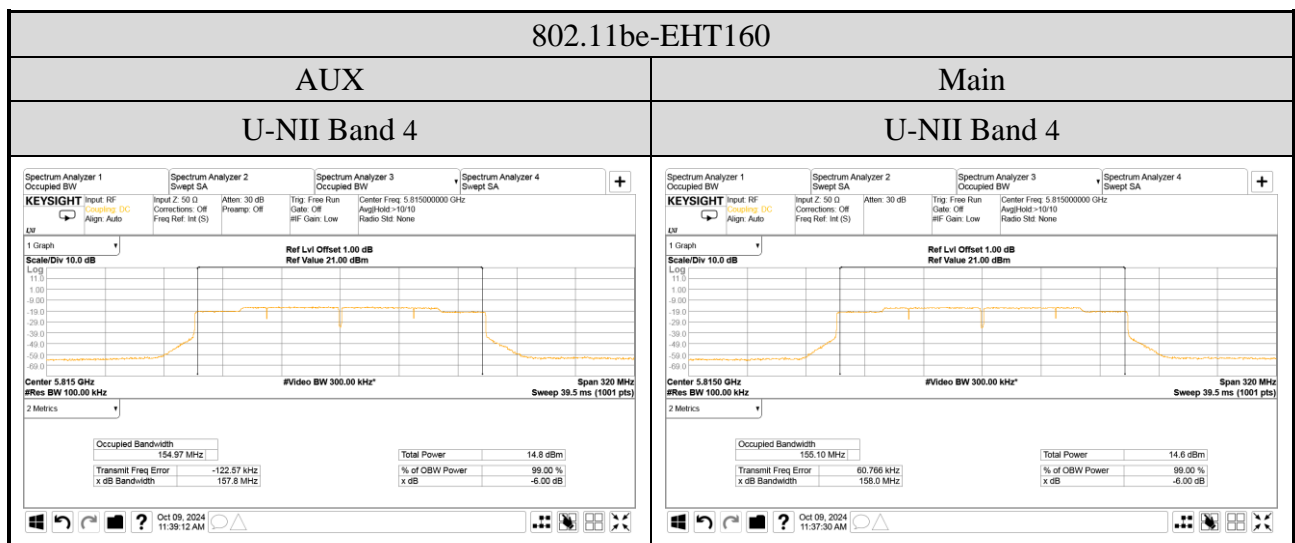 802.11be-EHT160
AUX
Main
U-NII Band 4
U-NII Band 4
Spectrum Analyzer 1
Occupied BW
Spectrum Analyzer 2
Swept SA
Spectrum Analyzer 3
Occupied BW
Spectrum Analyzer 4
Swept SA
+
KEYSIGHT
Input: RF
Coupling: DC
Align: Auto
Input Z: 50 Ω
Corrections: Off
Freq Ref: Int (S)
Atten: 30 dB
Preamp: Off
Trig: Free Run
Gate: Off
#IF Gain: Low
Center Freq: 5.815000000 GHz
Avg|Hold:>10/10
Radio Std: None
LXI
1 Graph
Scale/Div 10.0 dB
Ref Lvl Offset 1.00 dB
Ref Value 21.00 dBm
Log
11.0
1.00
-9.00
-19.0
-29.0
-39.0
-49.0
-59.0
-69.0
Center 5.815 GHz
#Video BW 300.00 kHz*
Span 320 MHz
#Res BW 100.00 kHz
Sweep 39.5 ms (1001 pts)
2 Metrics
Occupied Bandwidth
154.97 MHz
Total Power 14.8 dBm
Transmit Freq Error -122.57 kHz
% of OBW Power 99.00 %
x dB Bandwidth 157.8 MHz
x dB -6.00 dB
?
Oct 09, 2024
11:39:12 AM
Spectrum Analyzer 1
Occupied BW
Spectrum Analyzer 2
Swept SA
Spectrum Analyzer 3
Occupied BW
Spectrum Analyzer 4
Swept SA
+
KEYSIGHT
Input: RF
Coupling: DC
Align: Auto
Input Z: 50 Ω
Corrections: Off
Freq Ref: Int (S)
Atten: 30 dB
Trig: Free Run
Gate: Off
#IF Gain: Low
Center Freq: 5.815000000 GHz
Avg|Hold:>10/10
Radio Std: None
LXI
1 Graph
Scale/Div 10.0 dB
Ref Lvl Offset 1.00 dB
Ref Value 21.00 dBm
Log
11.0
1.00
-9.00
-19.0
-29.0
-39.0
-49.0
-59.0
-69.0
Center 5.8150 GHz
#Video BW 300.00 kHz*
Span 320 MHz
#Res BW 100.00 kHz
Sweep 39.5 ms (1001 pts)
2 Metrics
Occupied Bandwidth
155.10 MHz
Total Power 14.6 dBm
Transmit Freq Error 60.766 kHz
% of OBW Power 99.00 %
x dB Bandwidth 158.0 MHz
x dB -6.00 dB
?
Oct 09, 2024
11:37:30 AM